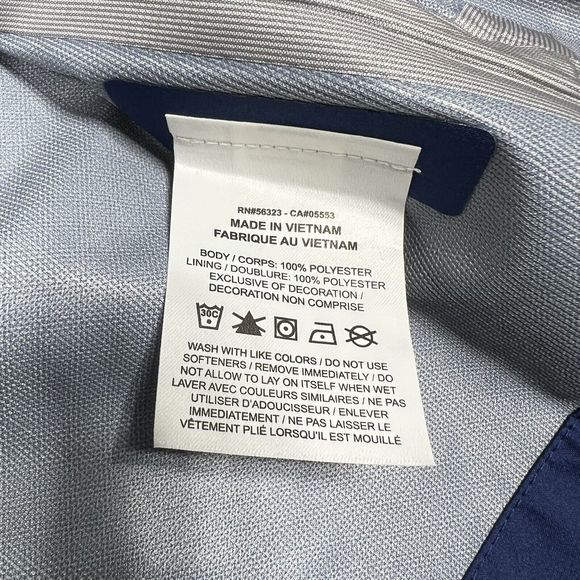 RN#56323 - CA#05553
MADE IN VIETNAM
FABRIQUE AU VIETNAM
BODY / CORPS: 100% POLYESTER
LINING / DOUBLURE: 100% POLYESTER
EXCLUSIVE OF DECORATION /
DECORATION NON COMPRISE
30C
WASH WITH LIKE COLORS / DO NOT USE
SOFTENERS / REMOVE IMMEDIATELY / DO
NOT ALLOW TO LAY ON ITSELF WHEN WET
LAVER AVEC COULEURS SIMILAIRES / NE PAS
UTILISER D'ADOUCISSEUR / ENLEVER
IMMEDIATEMENT / NE PAS LAISSER LE
VÊTEMENT PLIÉ LORSQU'IL EST MOUILLÉ